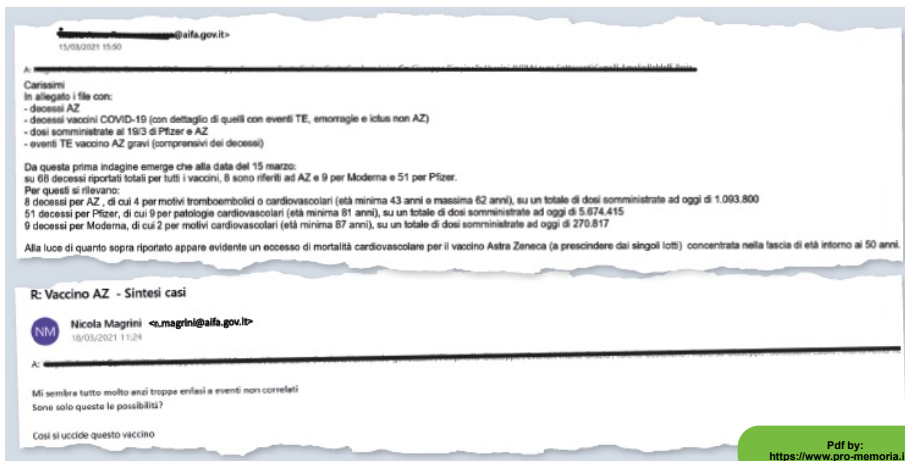 @aifa.gov.it>
15/03/2021 15:50
A:
Carissimi
In allegato i file con:
- decessi AZ
- decessi vaccini COVID-19 (con dettaglio di quelli con eventi TE, emorragie e ictus non AZ)
- dosi somministrate al 19/3 di Pfizer e AZ
- eventi TE vaccino AZ gravi (comprensivi dei decessi)
Da questa prima indagine emerge che alla data del 15 marzo:
su 68 decessi riportati totali per tutti i vaccini, 8 sono riferiti ad AZ e 9 per Moderna e 51 per Pfizer.
Per questi si rilevano:
8 decessi per AZ , di cui 4 per motivi tromboembolici o cardiovascolari (età minima 43 anni e massima 62 anni), su un totale di dosi somministrate ad oggi di 1.093.800
51 decessi per Pfizer, di cui 9 per patologie cardiovascolari (età minima 81 anni), su un totale di dosi somministrate ad oggi di 5.674.415
9 decessi per Moderna, di cui 2 per motivi cardiovascolari (età minima 87 anni), su un totale di dosi somministrate ad oggi di 270.817
Alla luce di quanto sopra riportato appare evidente un eccesso di mortalità cardiovascolare per il vaccino Astra Zeneca (a prescindere dai singoli lotti) concentrata nella fascia di età intorno ai 50 anni.
R: Vaccino AZ - Sintesi casi
NM
Nicola Magrini <n.magrini@aifa.gov.it>
16/03/2021 11:24
A:
Mi sembra tutto molto anzi troppe enfasi a eventi non correlati
Sono solo queste le possibilità?
Cosi si uccide questo vaccino
Pdf by:
https://www.pro-memoria.i